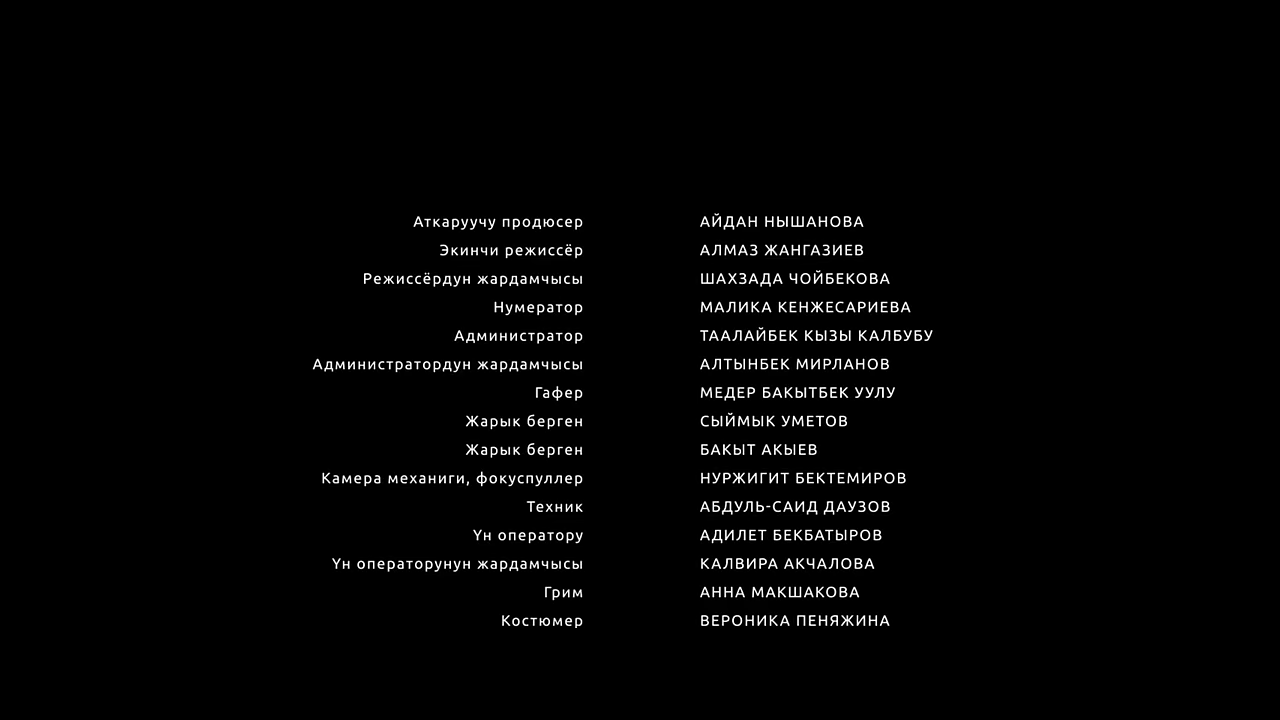 Аткаруучу продюсер АЙДАН НЫШАНОВА
Экинчи режиссёр АЛМАЗ ЖАНГАЗИЕВ
Режиссёрдун жардамчысы ШАХЗАДА ЧОЙБЕКОВА
Нумератор МАЛИКА КЕНЖЕСАРИЕВА
Администратор ТААЛАЙБЕК КЫЗЫ КАЛБУБУ
Администратордун жардамчысы АЛТЫНБЕК МИРЛАНОВ
Гафер МЕДЕР БАКЫТБЕК УУЛУ
Жарык берген СЫЙМЫК УМЕТОВ
Жарык берген БАКЫТ АКЫЕВ
Камера механиги, фокуспуллер НУРЖИГИТ БЕКТЕМИРОВ
Техник АБДУЛЬ-САИД ДАУЗОВ
Үн оператору АДИЛЕТ БЕКБАТЫРОВ
Үн операторунун жардамчысы КАЛВИРА АКЧАЛОВА
Грим АННА МАКШАКОВА
Костюмер ВЕРОНИКА ПЕНЯЖИНА